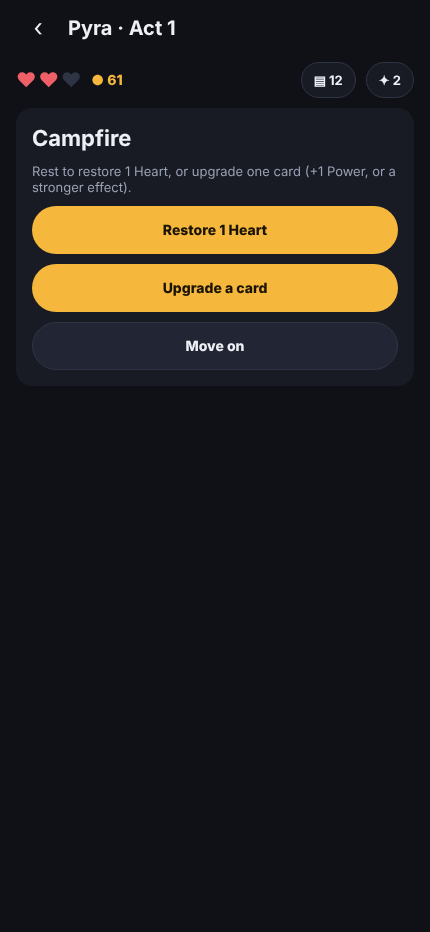 ‹ Pyra · Act 1
61
12
2
Campfire
Rest to restore 1 Heart, or upgrade one card (+1 Power, or a
stronger effect).
Restore 1 Heart
Upgrade a card
Move on